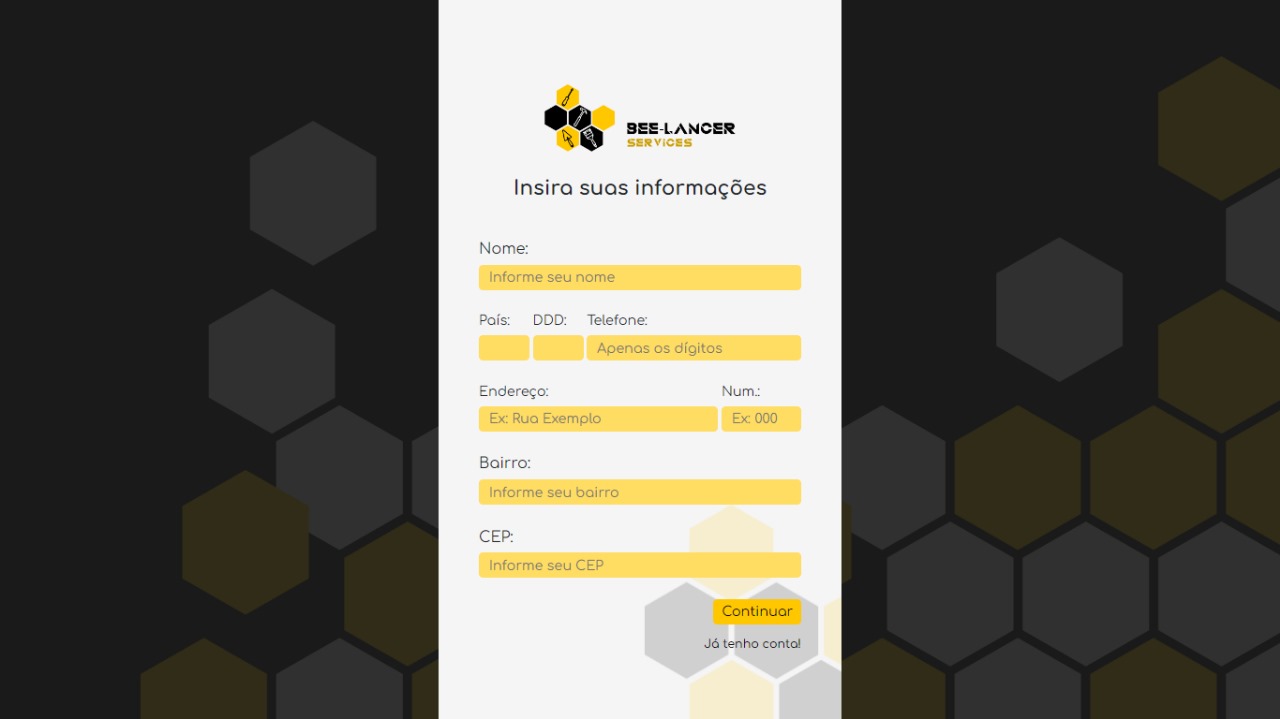 BEE-LANCER
SERVICES
Insira suas informações
Nome:
Informe seu nome
País: DDD: Telefone:
Apenas os dígitos
Endereço: Num.:
Ex: Rua Exemplo Ex: 000
Bairro:
Informe seu bairro
CEP:
Informe seu CEP
Continuar
Já tenho conta!